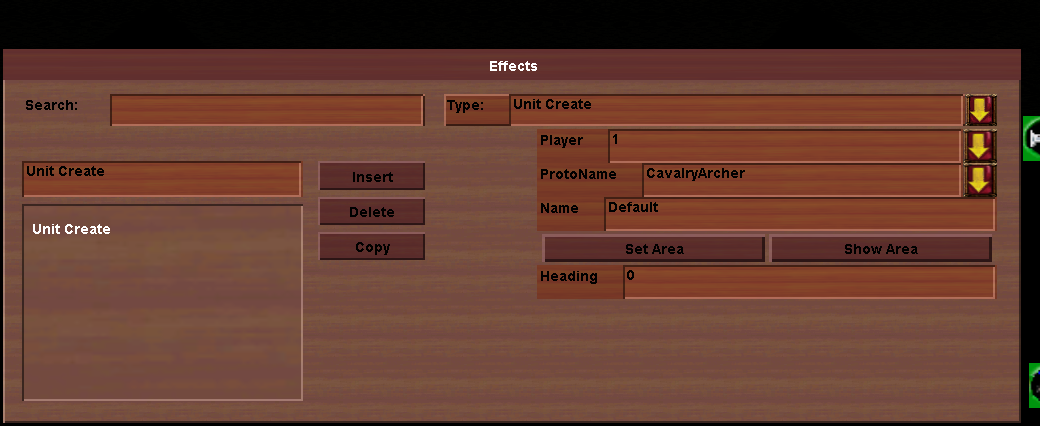 Effects
Search:
Type: Unit Create
Player 1
Unit Create
Insert
ProtoName CavalryArcher
Delete
Name Default
Unit Create
Copy
Set Area Show Area
Heading 0